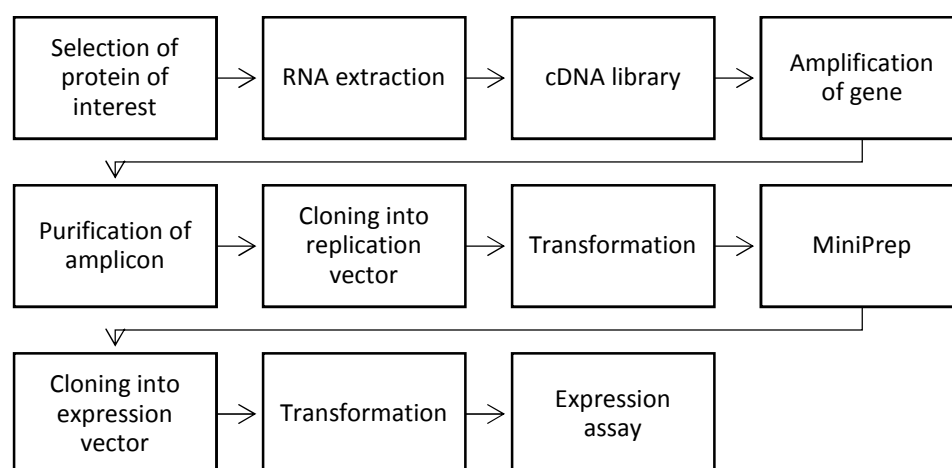 Selection of
protein of
interest
RNA extraction
cDNA library
Amplification
of gene
Purification of
amplicon
Cloning into
replication
vector
Transformation
MiniPrep
Cloning into
expression
vector
Transformation
Expression
assay